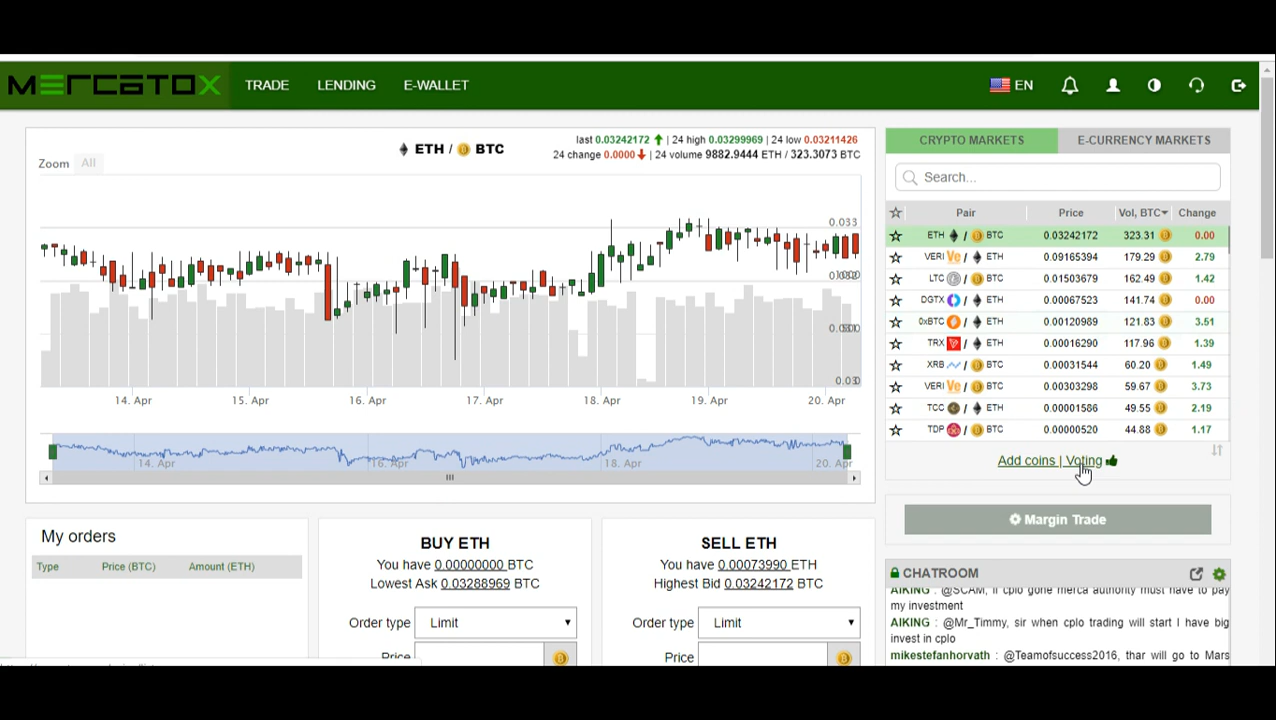 MERCATOX TRADE LENDING E-WALLET EN
ETH / BTC
last 0.03242172 | 24 high 0.03299969 | 24 low 0.03211426
24 change 0.0000 | 24 volume 9882.9444 ETH / 323.3073 BTC
Zoom All
0.033
0.03
14. Apr 15. Apr 16. Apr 17. Apr 18. Apr 19. Apr 20. Apr
14. Apr 16. Apr 18. Apr 20. Apr
CRYPTO MARKETS E-CURRENCY MARKETS
Search...
Pair Price Vol, BTC Change
ETH / BTC 0.03242172 323.31 0.00
VERI / ETH 0.09165394 179.29 2.79
LTC / BTC 0.01503679 162.49 1.42
DGTX / ETH 0.00067523 141.74 0.00
0xBTC / ETH 0.00120989 121.83 3.51
TRX / ETH 0.00016290 117.96 1.39
XRB / BTC 0.00031544 60.20 1.49
VERI / BTC 0.00303298 59.67 3.73
TCC / ETH 0.00001586 49.55 2.19
TDP / BTC 0.00000520 44.88 1.17
Add coins | Voting
Margin Trade
My orders
Type Price (BTC) Amount (ETH)
BUY ETH
You have 0.00000000 BTC
Lowest Ask 0.03288969 BTC
Order type Limit
Price
SELL ETH
You have 0.00073990 ETH
Highest Bid 0.03242172 BTC
Order type Limit
Price
CHATROOM
AIKING : @SCAM, if cplo gone merca authority must have to pay
my investment
AIKING : @Mr_Timmy, sir when cplo trading will start I have big
invest in cplo
mikestefanhorvath : @Teamofsuccess2016, thar will go to Mars